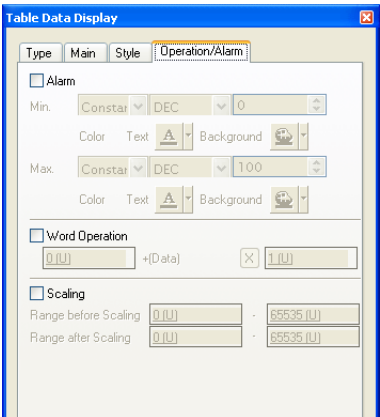 Table Data Display
Type Main Style Operation/Alarm
Alarm
Min. Constar DEC 0
Color Text A Background
Max. Constar DEC 100
Color Text A Background
Word Operation
0 (U) +(Data) X 1 (U)
Scaling
Range before Scaling 0 (U) - 65535 (U)
Range after Scaling 0 (U) - 65535 (U)